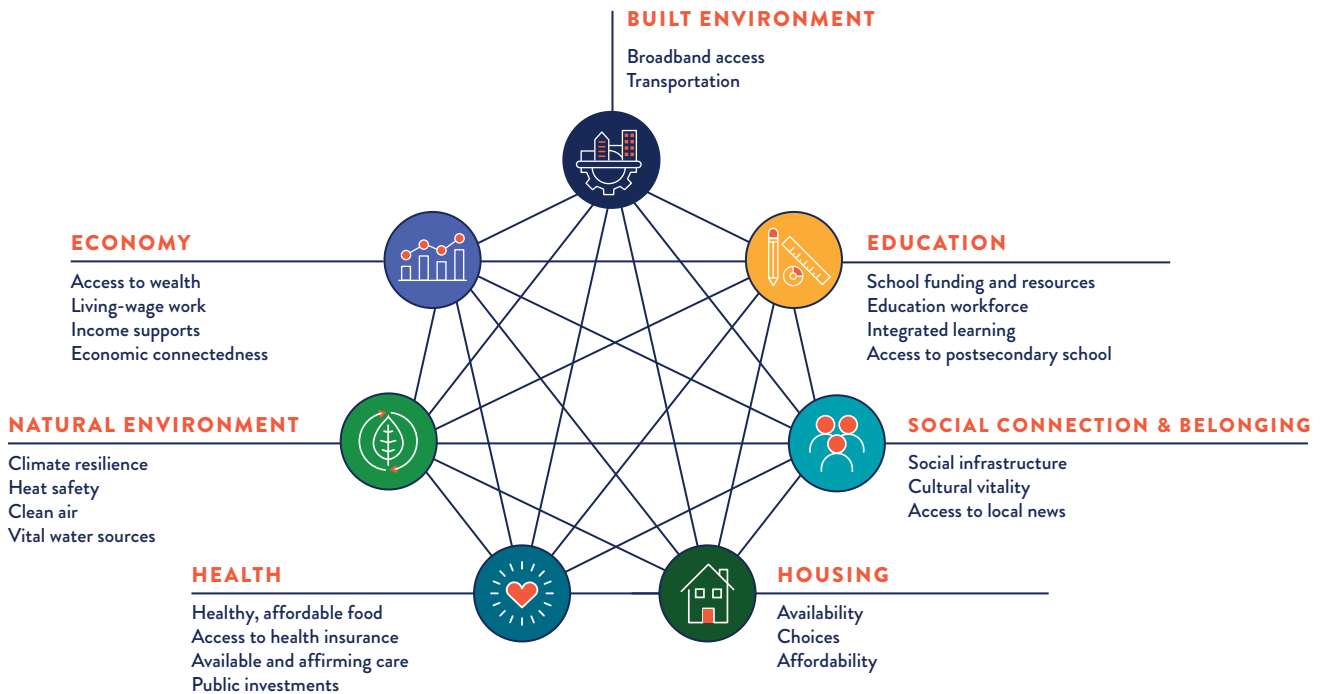 BUILT ENVIRONMENT
Broadband access
Transportation
ECONOMY
Access to wealth
Living-wage work
Income supports
Economic connectedness
EDUCATION
School funding and resources
Education workforce
Integrated learning
Access to postsecondary school
NATURAL ENVIRONMENT
Climate resilience
Heat safety
Clean air
Vital water sources
SOCIAL CONNECTION & BELONGING
Social infrastructure
Cultural vitality
Access to local news
HEALTH
Healthy, affordable food
Access to health insurance
Available and affirming care
Public investments
HOUSING
Availability
Choices
Affordability